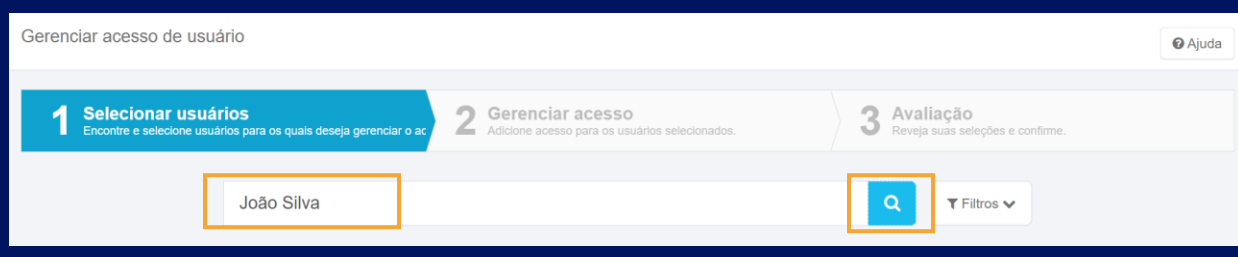 Gerenciar acesso de usuário
Ajuda
1 Selecionar usuários
Encontre e selecione usuários para os quais deseja gerenciar o ac
2 Gerenciar acesso
Adicione acesso para os usuários selecionados.
3 Avaliação
Reveja suas seleções e confirme.
João Silva
Filtros